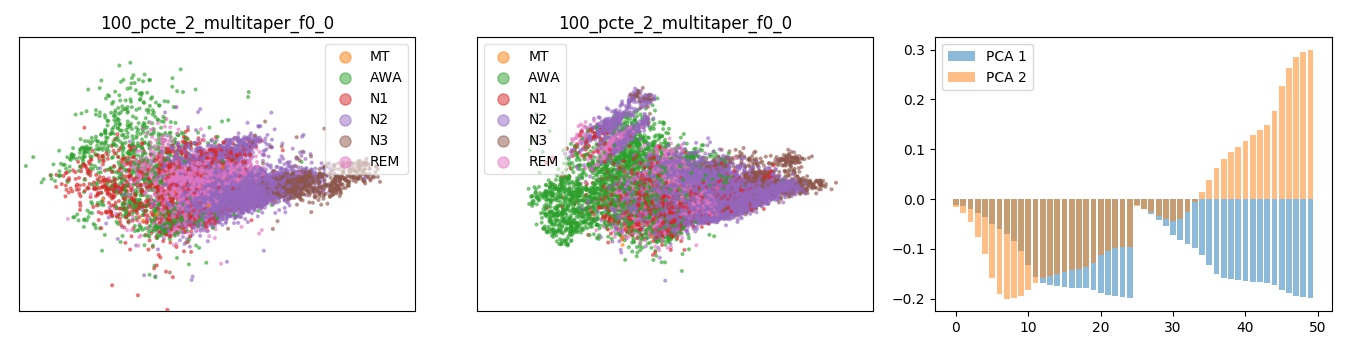 100_pcte_2_multitaper_f0_0
MT
AWA
N1
N2
N3
REM
100_pcte_2_multitaper_f0_0
MT
AWA
N1
N2
N3
REM
PCA 1
PCA 2
0.3
0.2
0.1
0.0
−0.1
−0.2
0 10 20 30 40 50